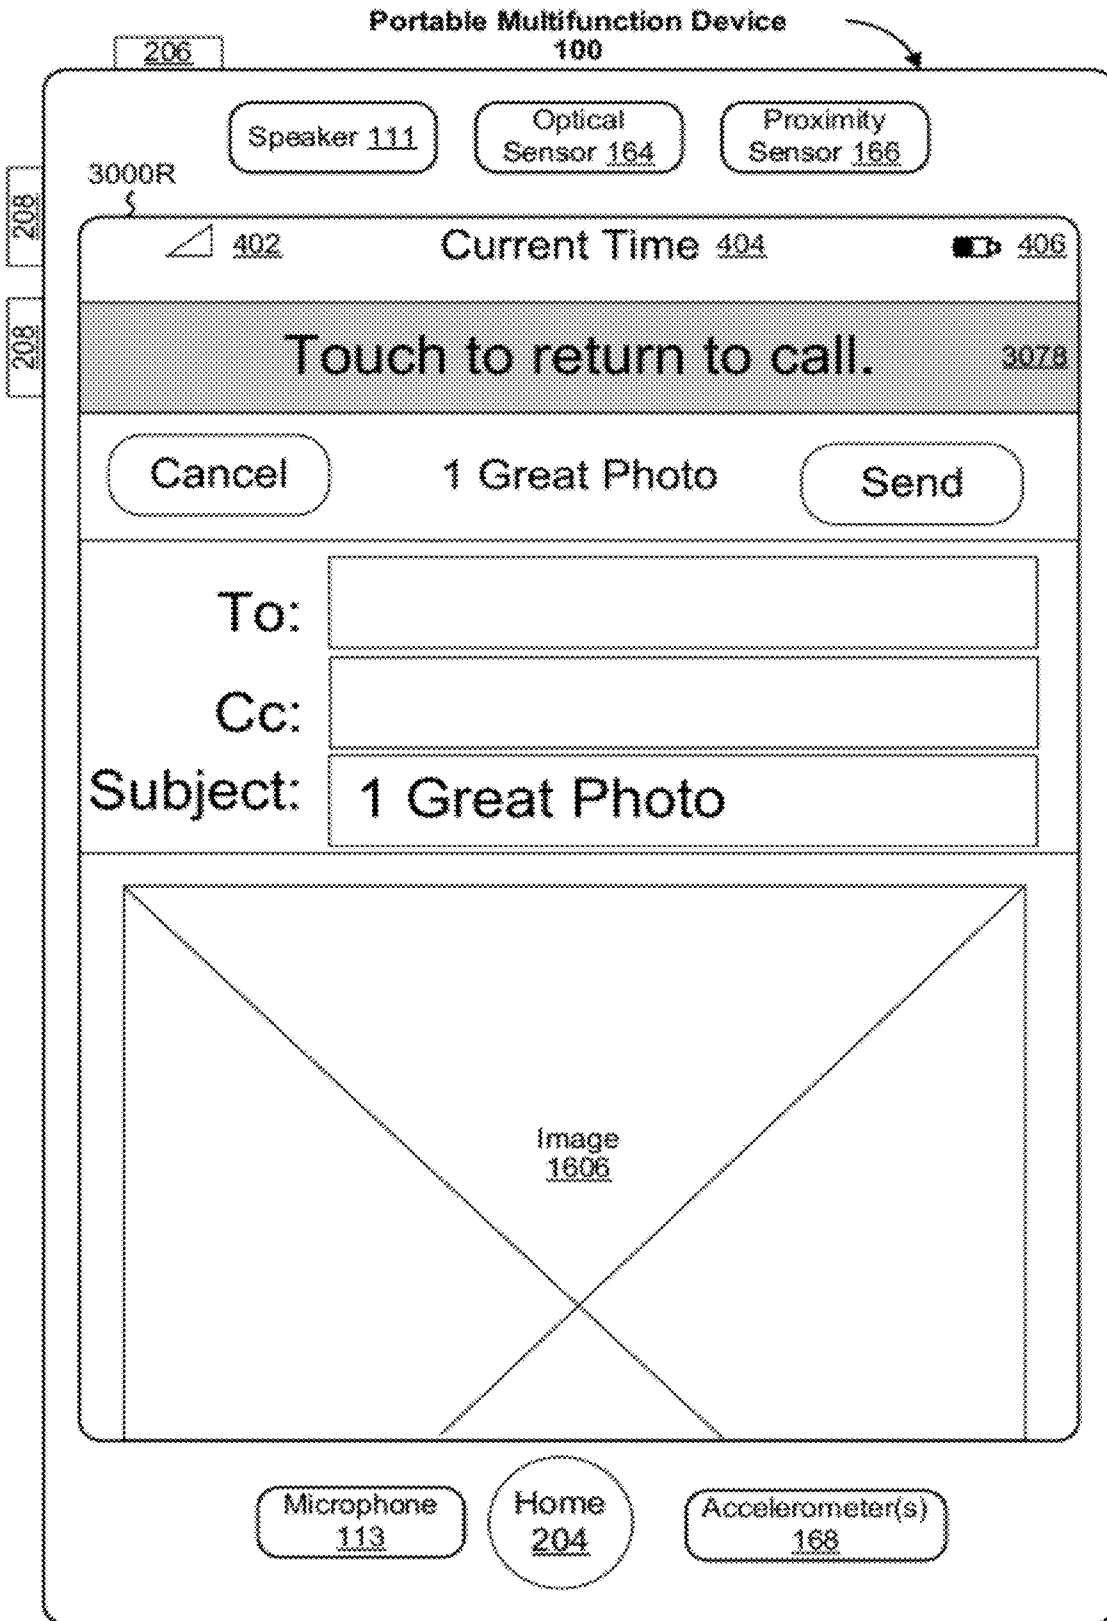 Portable Multifunction Device
100
206
Speaker 111
Optical
Sensor 164
Proximity
Sensor 166
3000R
208
208
402
Current Time 404
406
Touch to return to call.
3078
Cancel
1 Great Photo
Send
To:
Cc:
Subject:
1 Great Photo
Image
1606
Microphone
113
Home
204
Accelerometer(s)
168